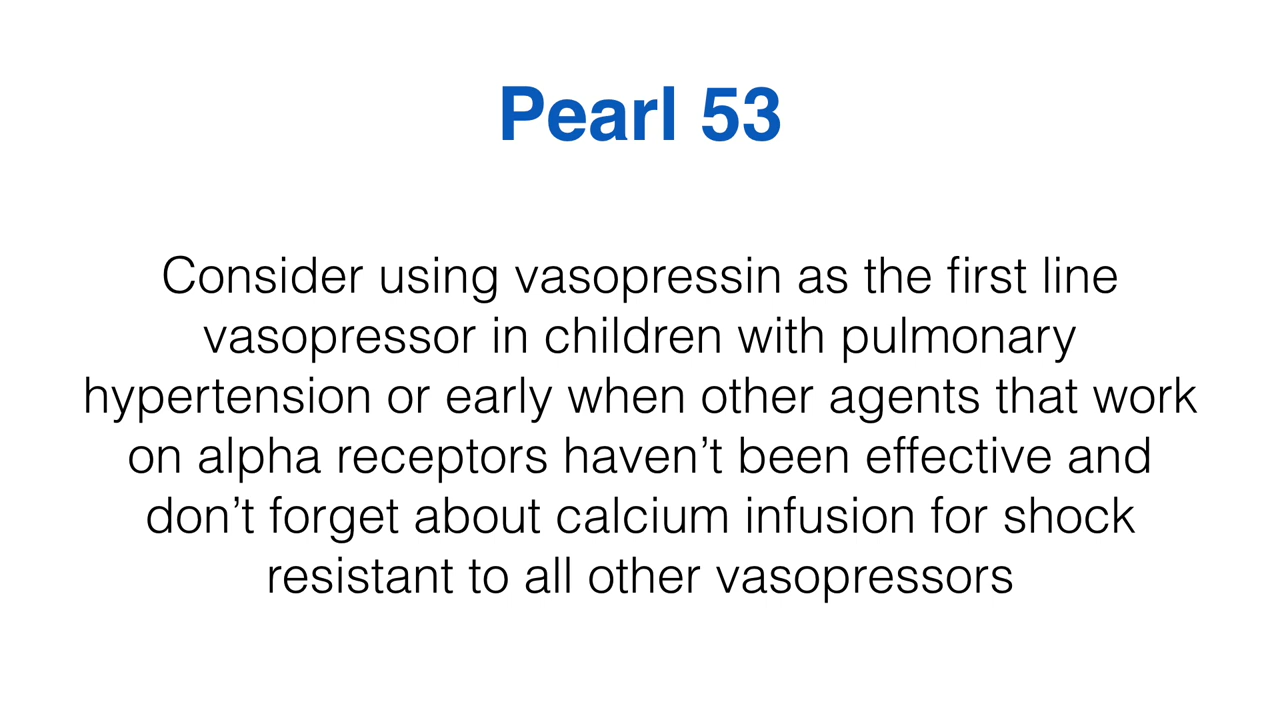 Pearl 53
Consider using vasopressin as the first line
vasopressor in children with pulmonary
hypertension or early when other agents that work
on alpha receptors haven’t been effective and
don’t forget about calcium infusion for shock
resistant to all other vasopressors